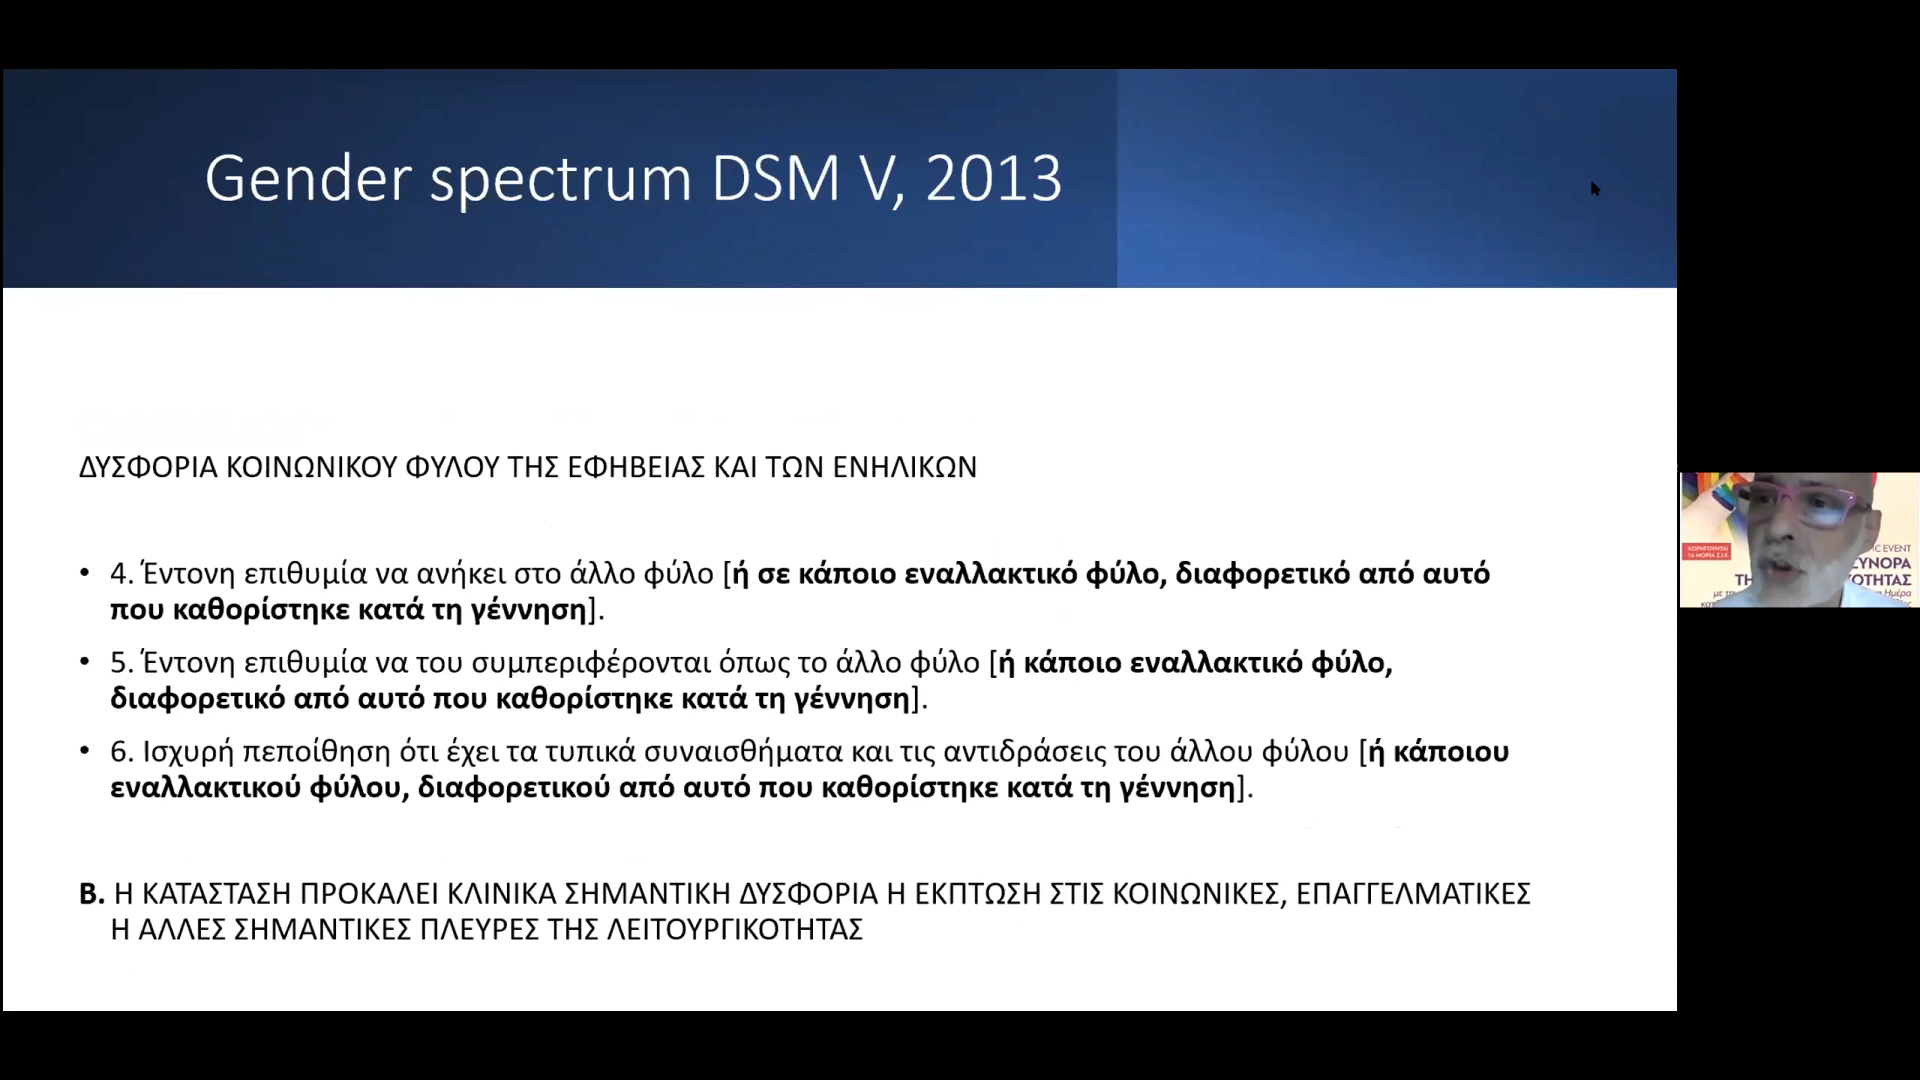 Gender spectrum DSM V, 2013
ΔΥΣΦΟΡΙΑ ΚΟΙΝΩΝΙΚΟΥ ΦΥΛΟΥ ΤΗΣ ΕΦΗΒΕΙΑΣ ΚΑΙ ΤΩΝ ΕΝΗΛΙΚΩΝ
• 4. Έντονη επιθυμία να ανήκει στο άλλο φύλο [ή σε κάποιο εναλλακτικό φύλο, διαφορετικό από αυτό
που καθορίστηκε κατά τη γέννηση].
• 5. Έντονη επιθυμία να του συμπεριφέρονται όπως το άλλο φύλο [ή κάποιο εναλλακτικό φύλο,
διαφορετικό από αυτό που καθορίστηκε κατά τη γέννηση].
• 6. Ισχυρή πεποίθηση ότι έχει τα τυπικά συναισθήματα και τις αντιδράσεις του άλλου φύλου [ή κάποιου
εναλλακτικού φύλου, διαφορετικού από αυτό που καθορίστηκε κατά τη γέννηση].
Β. Η ΚΑΤΑΣΤΑΣΗ ΠΡΟΚΑΛΕΙ ΚΛΙΝΙΚΑ ΣΗΜΑΝΤΙΚΗ ΔΥΣΦΟΡΙΑ Η ΕΚΠΤΩΣΗ ΣΤΙΣ ΚΟΙΝΩΝΙΚΕΣ, ΕΠΑΓΓΕΛΜΑΤΙΚΕΣ
Η ΑΛΛΕΣ ΣΗΜΑΝΤΙΚΕΣ ΠΛΕΥΡΕΣ ΤΗΣ ΛΕΙΤΟΥΡΓΙΚΟΤΗΤΑΣ
EVENT
ΣΥΝΟΡΑ
Ημέρα